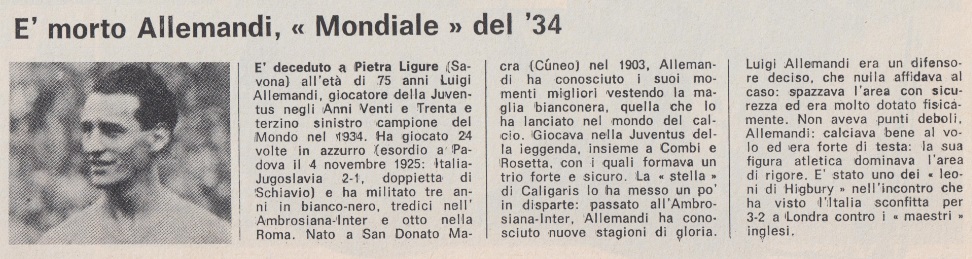 E' morto Allemandi, « Mondiale » del '34
E' deceduto a Pietra Ligure (Sa-
vona) all'età di 75 anni Luigi
Allemandi, giocatore della Juven-
tus negli Anni Venti e Trenta e
terzino sinistro campione del
Mondo nel 1934. Ha giocato 24
volte in azzurro (esordio a Pa-
dova il 4 novembre 1925: Italia-
Jugoslavia 2-1, doppietta di
Schiavio) e ha militato tre an-
ni in bianco-nero, tredici nell'
Ambrosiana-Inter e otto nella
Roma. Nato a San Donato Ma-
cra (Cúneo) nel 1903, Alleman-
di ha conosciuto i suoi mo-
menti migliori vestendo la ma-
glia bianconera, quella che lo
ha lanciato nel mondo del cal-
cio. Giocava nella Juventus del-
la leggenda, insieme a Combi e
Rosetta, con i quali formava un
trio forte e sicuro. La « stella »
di Caligaris lo ha messo un po'
in disparte: passato all'Ambro-
siana-Inter, Allemandi ha cono-
sciuto nuove stagioni di gloria.
Luigi Allemandi era un difenso-
re deciso, che nulla affidava al
caso: spazzava l'area con sicu-
rezza ed era molto dotato fisica-
mente. Non aveva punti deboli,
Allemandi: calciava bene al vo-
lo ed era forte di testa: la sua
figura atletica dominava l'area
di rigore. E' stato uno dei « leo-
ni di Higbury » nell'incontro che
ha visto l'Italia sconfitta per
3-2 a Londra contro i « maestri »
inglesi.